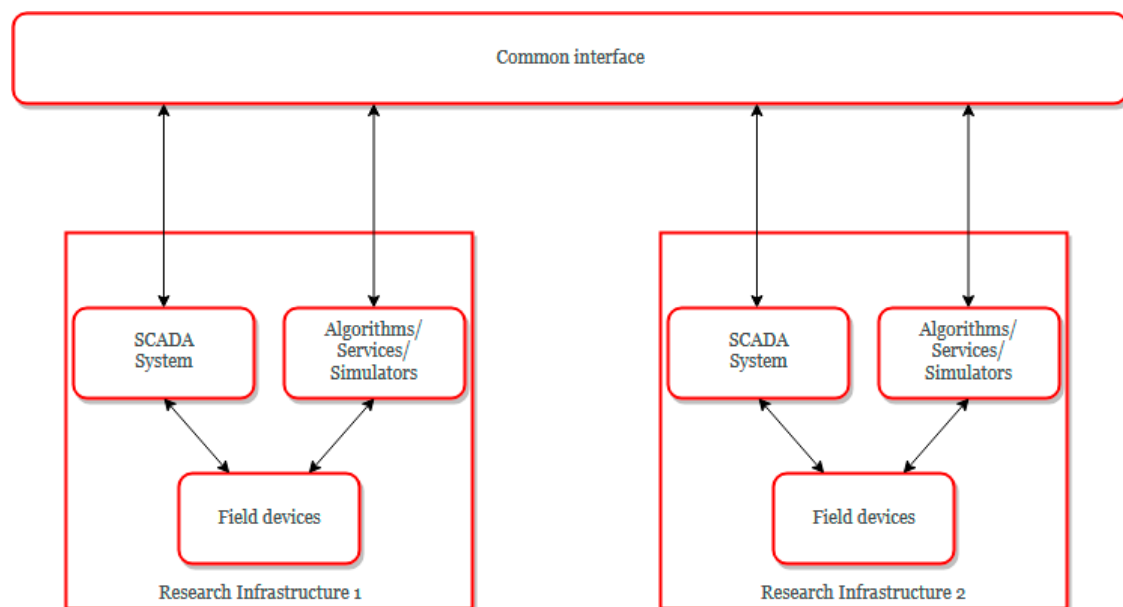 Common interface
SCADA
System
Algorithms/
Services/
Simulators
Field devices
Research Infrastructure 1
SCADA
System
Algorithms/
Services/
Simulators
Field devices
Research Infrastructure 2